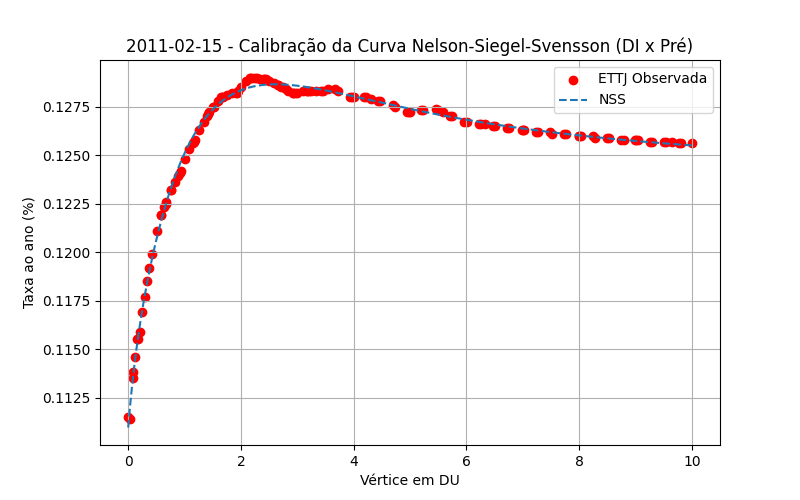 2011-02-15 - Calibração da Curva Nelson-Siegel-Svensson (DI x Pré)
ETTJ Observada
NSS
Taxa ao ano (%)
0.1275
0.1250
0.1225
0.1200
0.1175
0.1150
0.1125
0 2 4 6 8 10
Vértice em DU